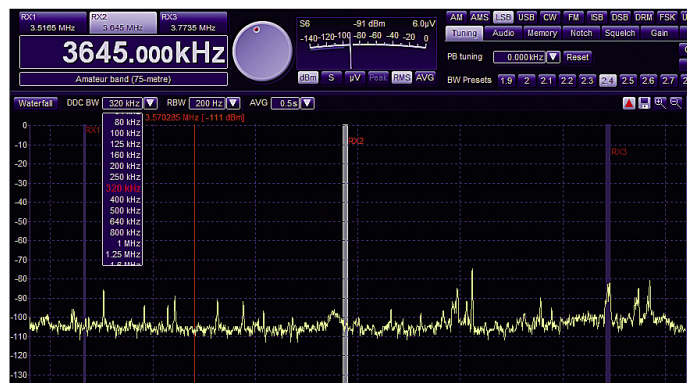 RX1 RX2 RX3
3.5165 MHz 3.645 MHz 3.7735 MHz
3645.000kHz
Amateur band (75-metre)
S6 -91 dBm 6.0µV
-140 -120 -100 -80 -60 -40 -20 0
dBm S µV Peak RMS AVG
AM AMS LSB USB CW FM ISB DSB DRM FSK
Tuning Audio Memory Notch Squelch Gain
PB tuning 0.000kHz Reset
BW Presets 1.9 2 2.1 2.2 2.3 2.4 2.5 2.6 2.7
Waterfall DDC BW 320 kHz RBW 200 Hz AVG 0.5s
3.570285 MHz [-111 dBm]
80 kHz
100 kHz
125 kHz
160 kHz
200 kHz
250 kHz
320 kHz
400 kHz
500 kHz
640 kHz
800 kHz
1 MHz
1.25 MHz
1.6 MHz
RX1
RX2
RX3
0
-10
-20
-30
-40
-50
-60
-70
-80
-90
-100
-110
-120
-130